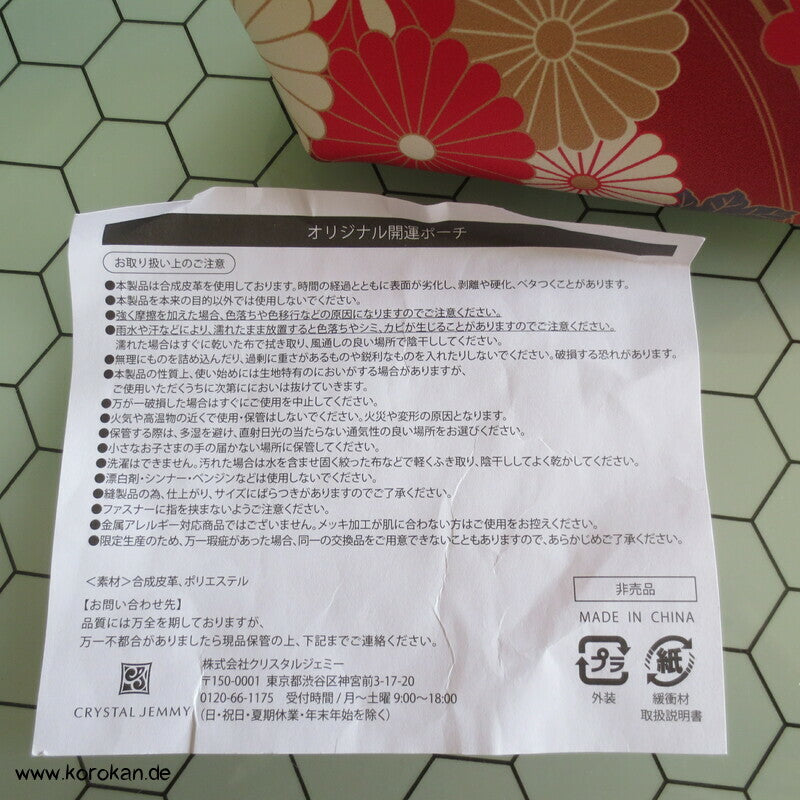 オリジナル開運ポーチ
お取り扱い上のご注意
●本製品は合成皮革を使用しております。時間の経過とともに表面が劣化し、剥離や硬化、ベタつくことがあります。
●本製品を本来の目的以外では使用しないでください。
●強く摩擦を加えた場合、色落ちや色移行などの原因になりますのでご注意ください。
●雨水や汗などにより、濡れたまま放置すると色落ちやシミ、カビが生じることがありますのでご注意ください。
濡れた場合はすぐに乾いた布で拭き取り、風通しの良い場所で陰干ししてください。
●無理にものを詰め込んだり、過剰に重さがあるものや鋭利なものを入れたりしないでください。破損する恐れがあります。
●本製品の性質上、使い始めには生地特有のにおいがする場合がありますが、
ご使用いただくうちに次第ににおいは抜けていきます。
●万が一破損した場合はすぐにご使用を中止してください。
●火気や高温物の近くで使用・保管はしないでください。火災や変形の原因となります。
●保管する際は、多湿を避け、直射日光の当たらない通気性の良い場所をお選びください。
●小さなお子さまの手の届かない場所に保管してください。
●洗濯はできません。汚れた場合は水を含ませ固く絞った布などで軽くふき取り、陰干ししてよく乾かしてください。
●漂白剤・シンナー・ベンジンなどは使用しないでください。
●縫製品の為、仕上がり、サイズにばらつきがありますのでご了承ください。
●ファスナーに指を挟まないようご注意ください。
●金属アレルギー対応商品ではございません。メッキ加工が肌に合わない方はご使用をお控えください。
●限定生産のため、万一瑕疵があった場合、同一の交換品をご用意できないこともありますので、あらかじめご了承ください。
＜素材＞合成皮革、ポリエステル
【お問い合わせ先】
品質には万全を期しておりますが、
万一不都合がありましたら現品保管の上、下記までご連絡ください。
CRYSTAL JEMMY
株式会社クリスタルジェミー
〒150-0001 東京都渋谷区神宮前3-17-20
0120-66-1175 受付時間 / 月〜土曜 9:00〜18:00
（日・祝日・夏期休業・年末年始を除く）
非売品
MADE IN CHINA
プラ
外装
紙
緩衝材
取扱説明書
www.korokan.de